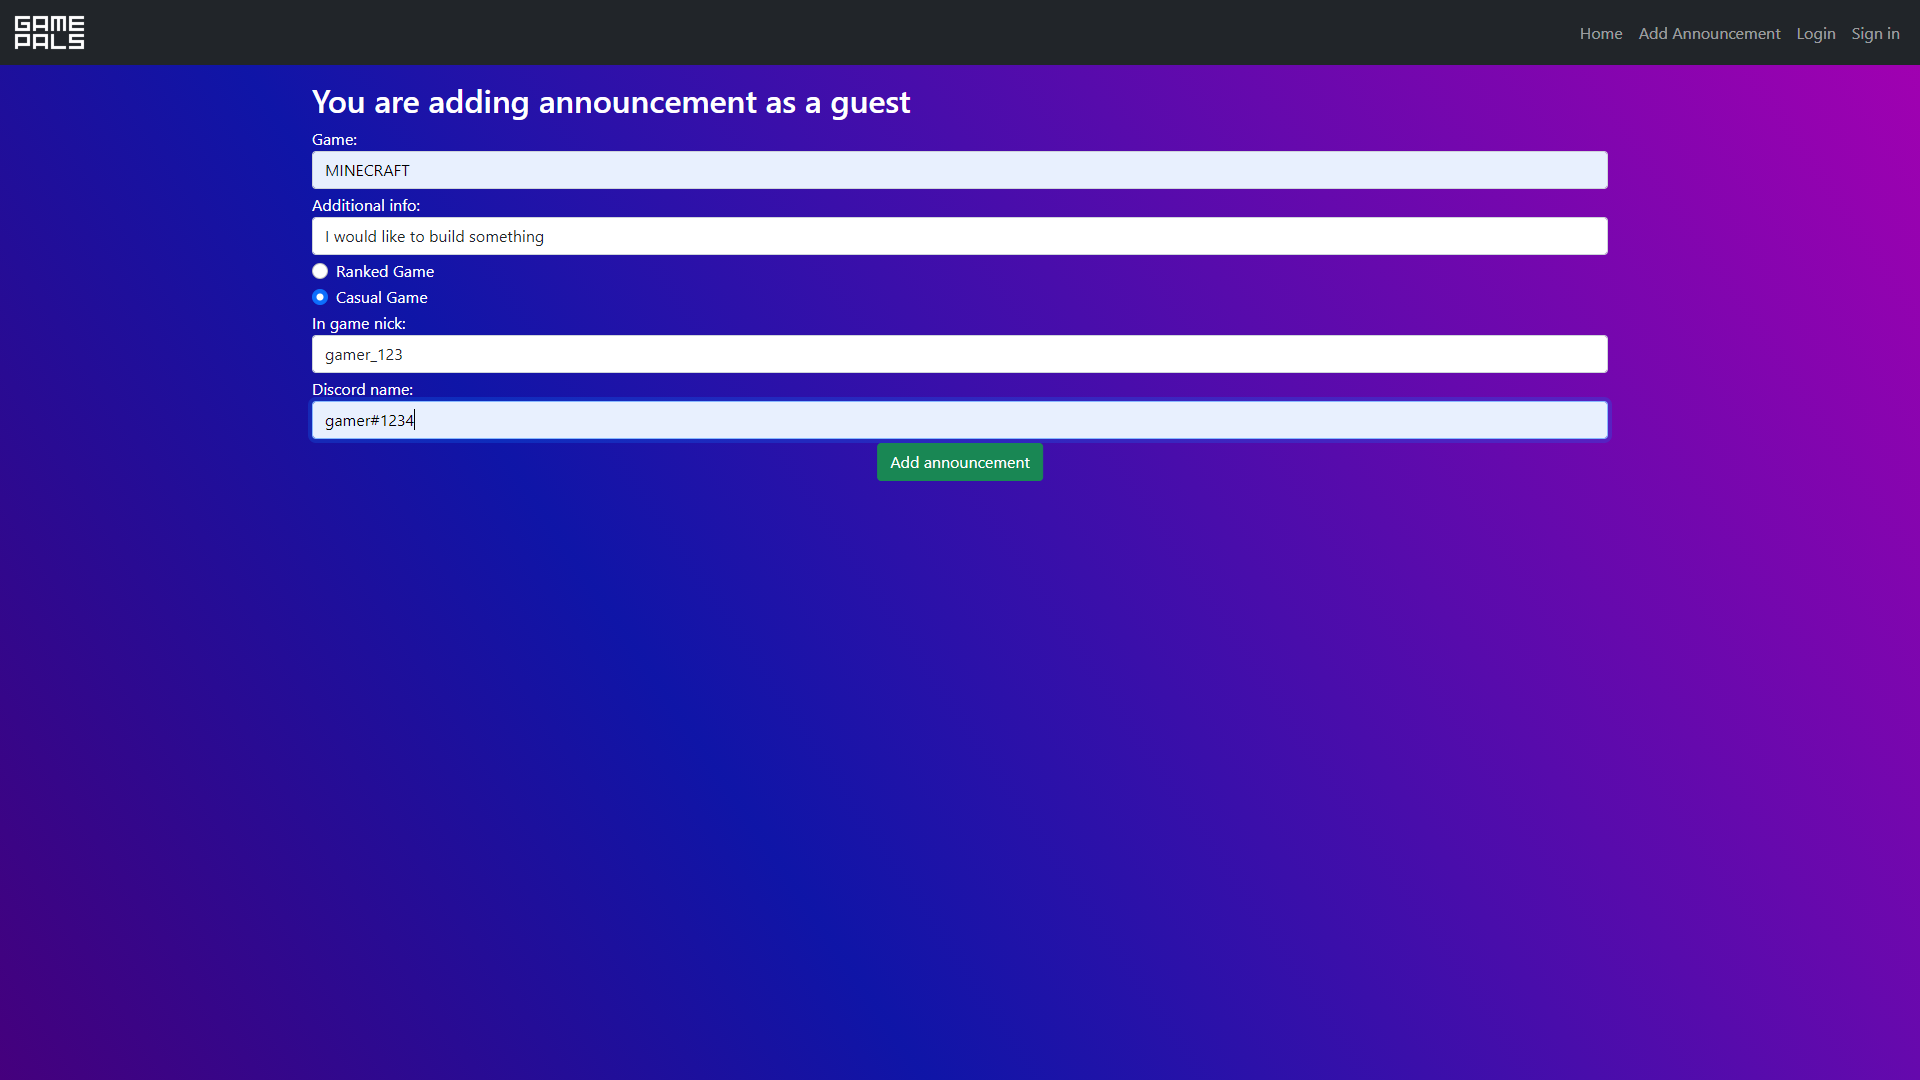 GAME
PALS
Home Add Announcement Login Sign in
You are adding announcement as a guest
Game:
MINECRAFT
Additional info:
I would like to build something
Ranked Game
Casual Game
In game nick:
gamer_123
Discord name:
gamer#1234
Add announcement